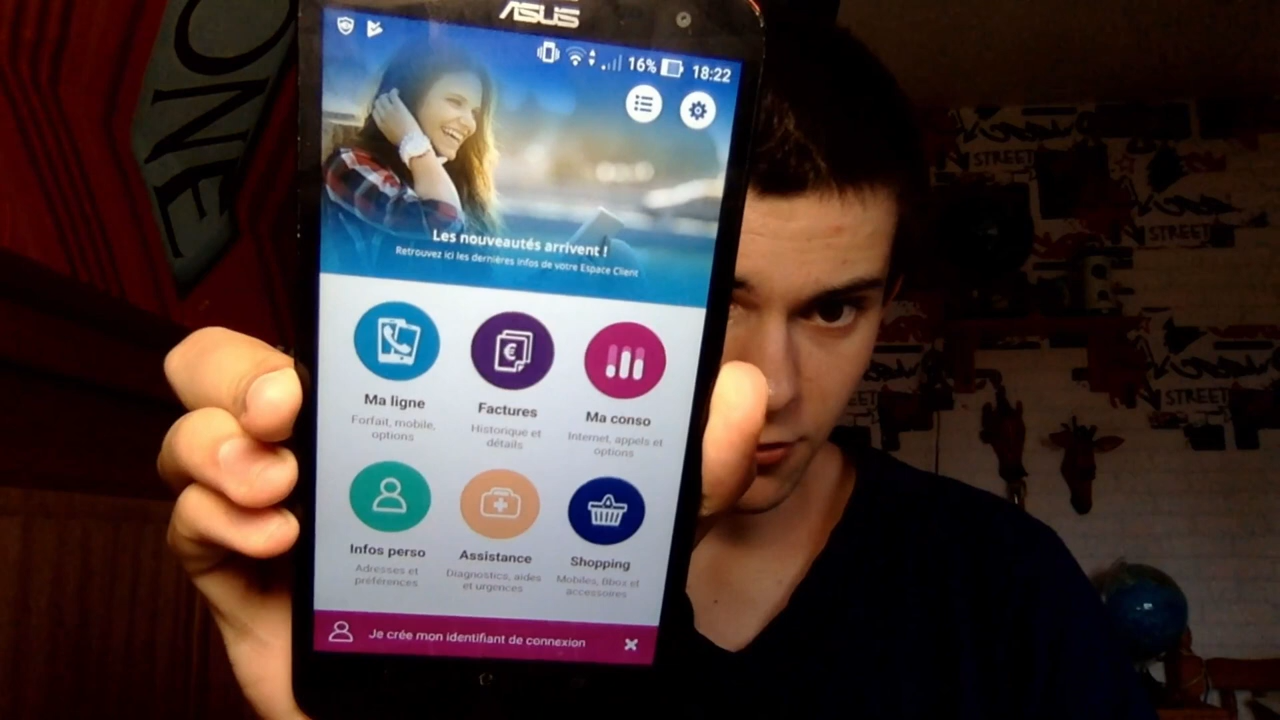 ONE
ASUS
16% 18:22
Les nouveautés arrivent !
Retrouvez ici les dernières infos de votre Espace Client
Ma ligne
Forfait, mobile,
options
Factures
Historique et
détails
Ma conso
Internet, appels et
options
Infos perso
Adresses et
préférences
Assistance
Diagnostics, aides
et urgences
Shopping
Mobiles, Bbox et
accessoires
Je crée mon identifiant de connexion
STREET
STREET
STREET